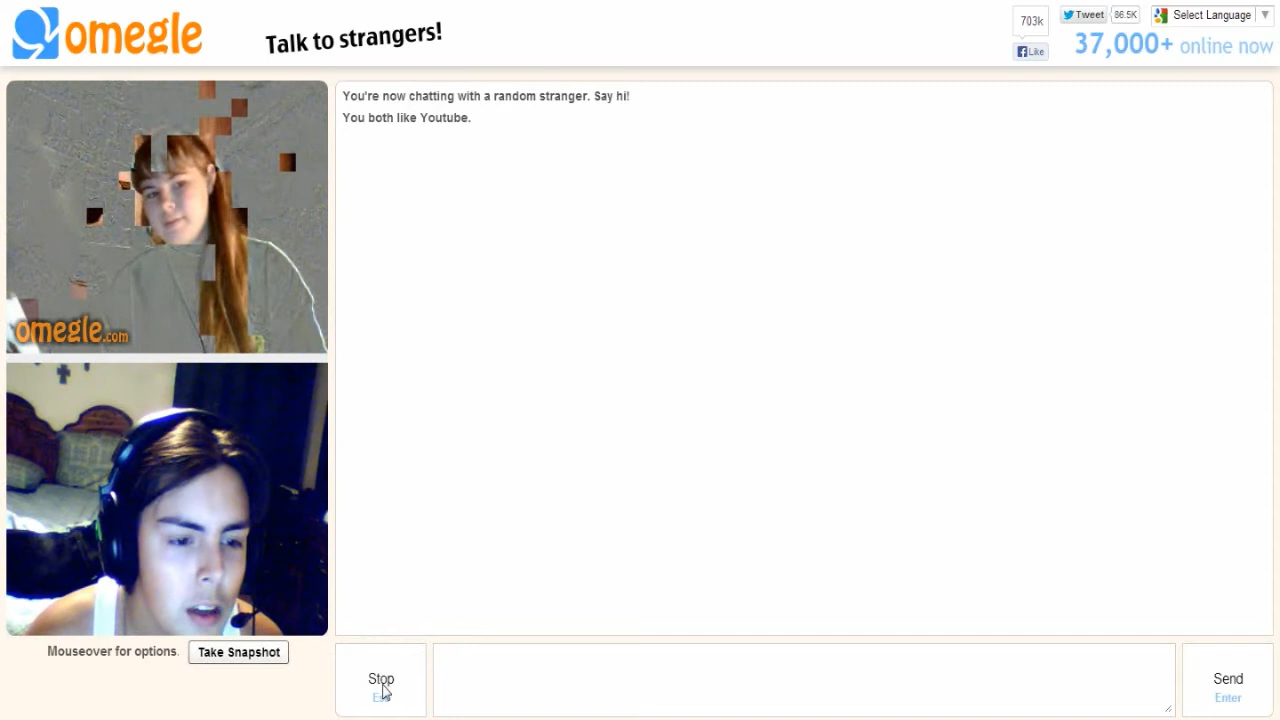 omegle
Talk to strangers!
703k
Like
Tweet
86.5K
Select Language
37,000+ online now
You're now chatting with a random stranger. Say hi!
You both like Youtube.
omegle.com
Mouseover for options.
Take Snapshot
Stop
Send
Enter